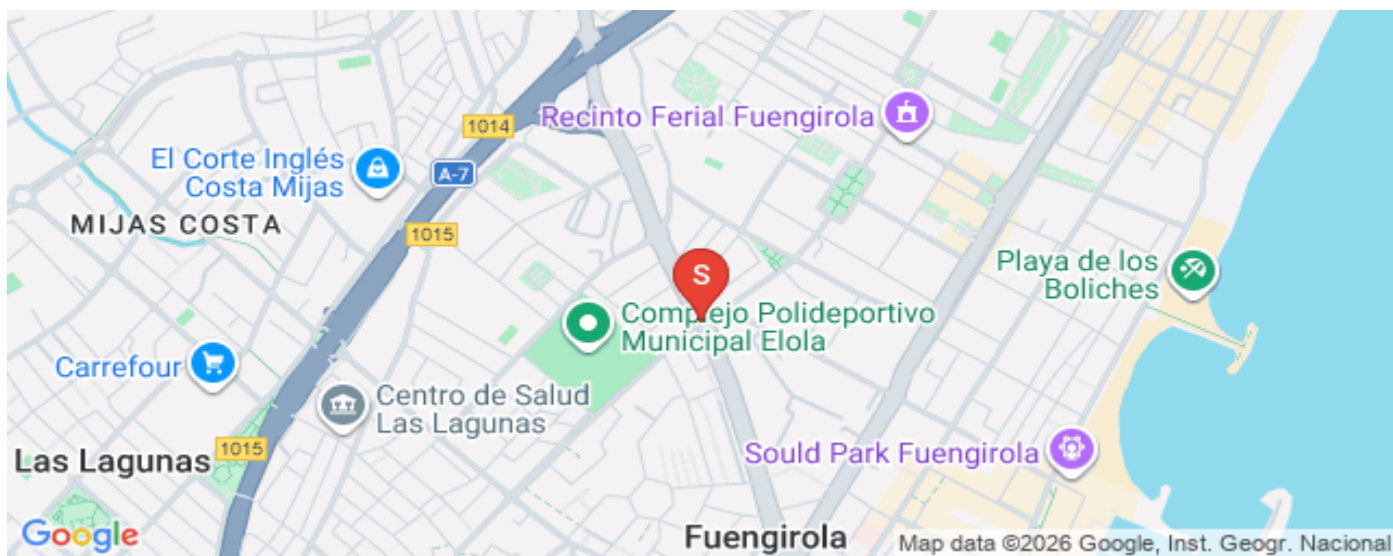 1014
Recinto Ferial Fuengirola
El Corte Inglés
Costa Mijas
A-7
MIJAS COSTA
1015
S
Playa de los
Boliches
Complejo Polideportivo
Municipal Elola
Carrefour
Centro de Salud
Las Lagunas
1015
Las Lagunas
Sould Park Fuengirola
Google
Fuengirola
Map data ©2026 Google, Inst. Geogr. Nacional